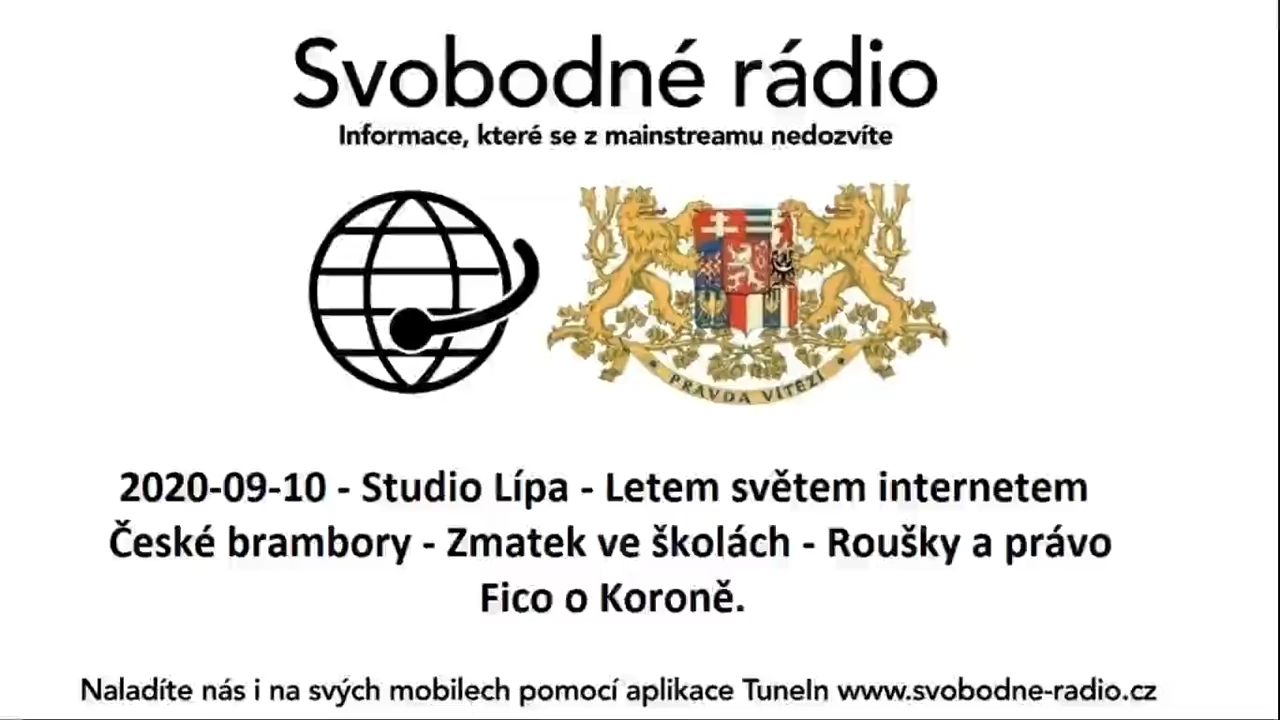 Svobodné rádio
Informace, které se z mainstreamu nedozvíte
PRAVDA VÍTĚZÍ
2020-09-10 - Studio Lípa - Letem světem internetem
České brambory - Zmatek ve školách - Roušky a právo
Fico o Koroně.
Naladíte nás i na svých mobilech pomocí aplikace TuneIn www.svobodne-radio.cz